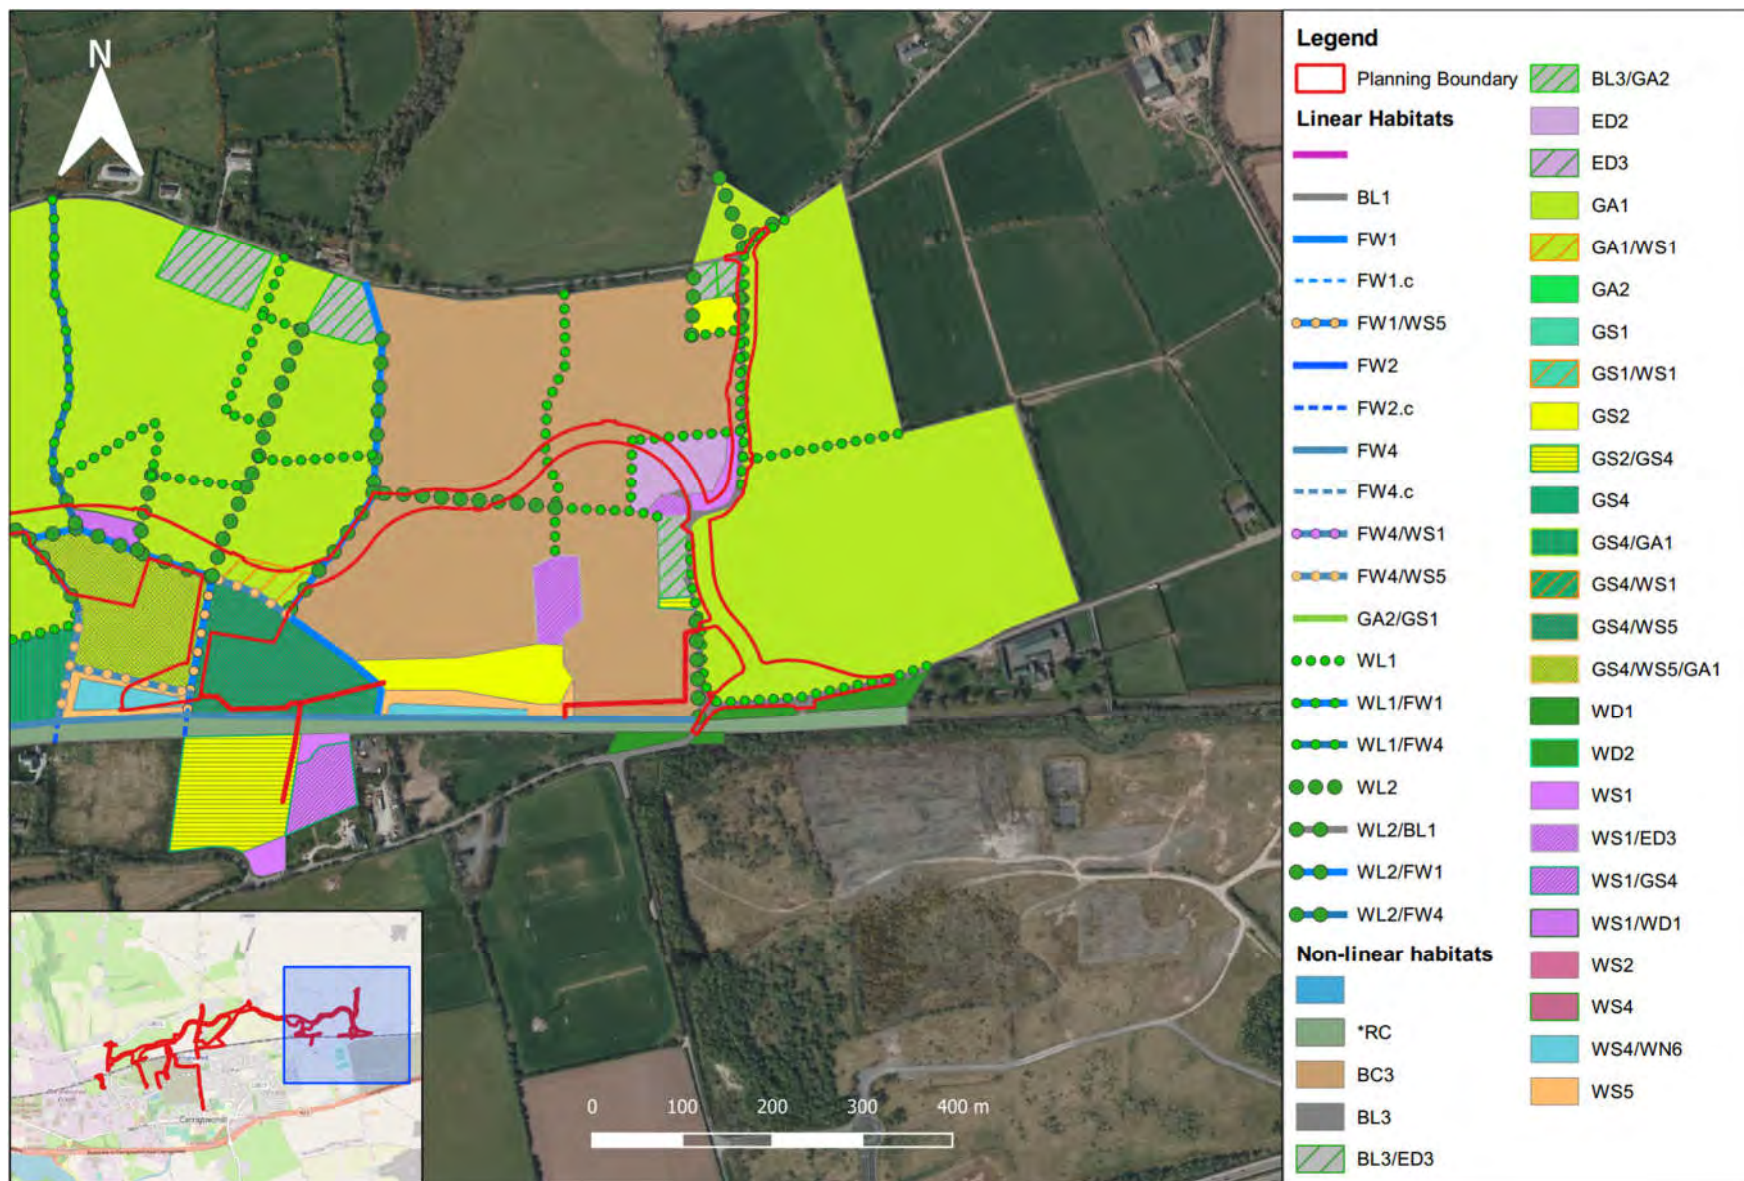 N
Legend
Planning Boundary
Linear Habitats
BL1
FW1
FW1.c
FW1/WS5
FW2
FW2.c
FW4
FW4.c
FW4/WS1
FW4/WS5
GA2/GS1
WL1
WL1/FW1
WL1/FW4
WL2
WL2/BL1
WL2/FW1
WL2/FW4
Non-linear habitats
*RC
BC3
BL3
BL3/ED3
BL3/GA2
ED2
ED3
GA1
GA1/WS1
GA2
GS1
GS1/WS1
GS2
GS2/GS4
GS4
GS4/GA1
GS4/WS1
GS4/WS5
GS4/WS5/GA1
WD1
WD2
WS1
WS1/ED3
WS1/GS4
WS1/WD1
WS2
WS4
WS4/WN6
WS5
0 100 200 300 400 m